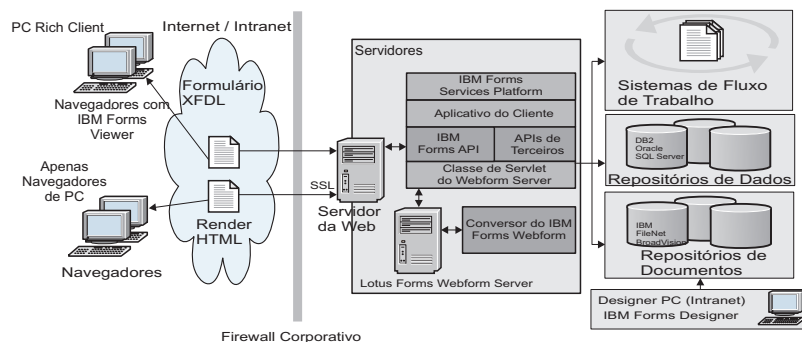 PC Rich Client
Navegadores com
IBM Forms
Viewer
Apenas
Navegadores
de PC
Navegadores
Internet / Intranet
Formulário
XFDL
Render
HTML
Firewall Corporativo
SSL
Servidor
da Web
Servidores
IBM Forms
Services Platform
Aplicativo do Cliente
IBM
Forms API
APIs de
Terceiros
Classe de Servlet
do Webform Server
Conversor do IBM
Forms Webform
Lotus Forms Webform Server
Sistemas de Fluxo
de Trabalho
DB2
Oracle
SQL Server
Repositórios de Dados
IBM
FileNet
BroadVision
Repositórios de
Documentos
Designer PC (Intranet)
IBM Forms Designer